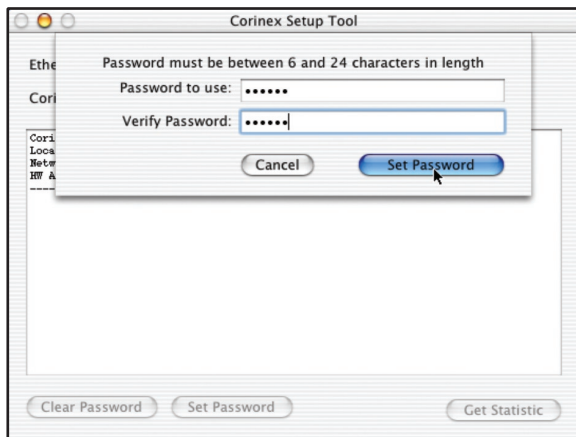 Corinex Setup Tool
Password must be between 6 and 24 characters in length
Ethe
Password to use: ••••••
Cori
Verify Password: ••••••
Cancel
Set Password
Cori
Loca
Netw
HW A
----
Clear Password
Set Password
Get Statistic